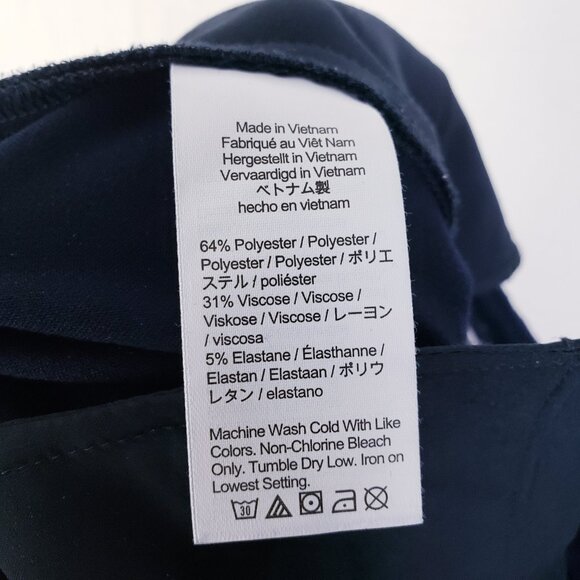 Made in Vietnam
Fabriqué au Viêt Nam
Hergestellt in Vietnam
Vervaardigd in Vietnam
ベトナム製
hecho en vietnam
64% Polyester / Polyester /
Polyester / Polyester / ポリエ
ステル / poliéster
31% Viscose / Viscose /
Viskose / Viscose / レーヨン
/ viscosa
5% Elastane / Élasthanne /
Elastan / Elastaan / ポリウ
レタン / elastano
Machine Wash Cold With Like
Colors. Non-Chlorine Bleach
Only. Tumble Dry Low. Iron on
Lowest Setting.
30